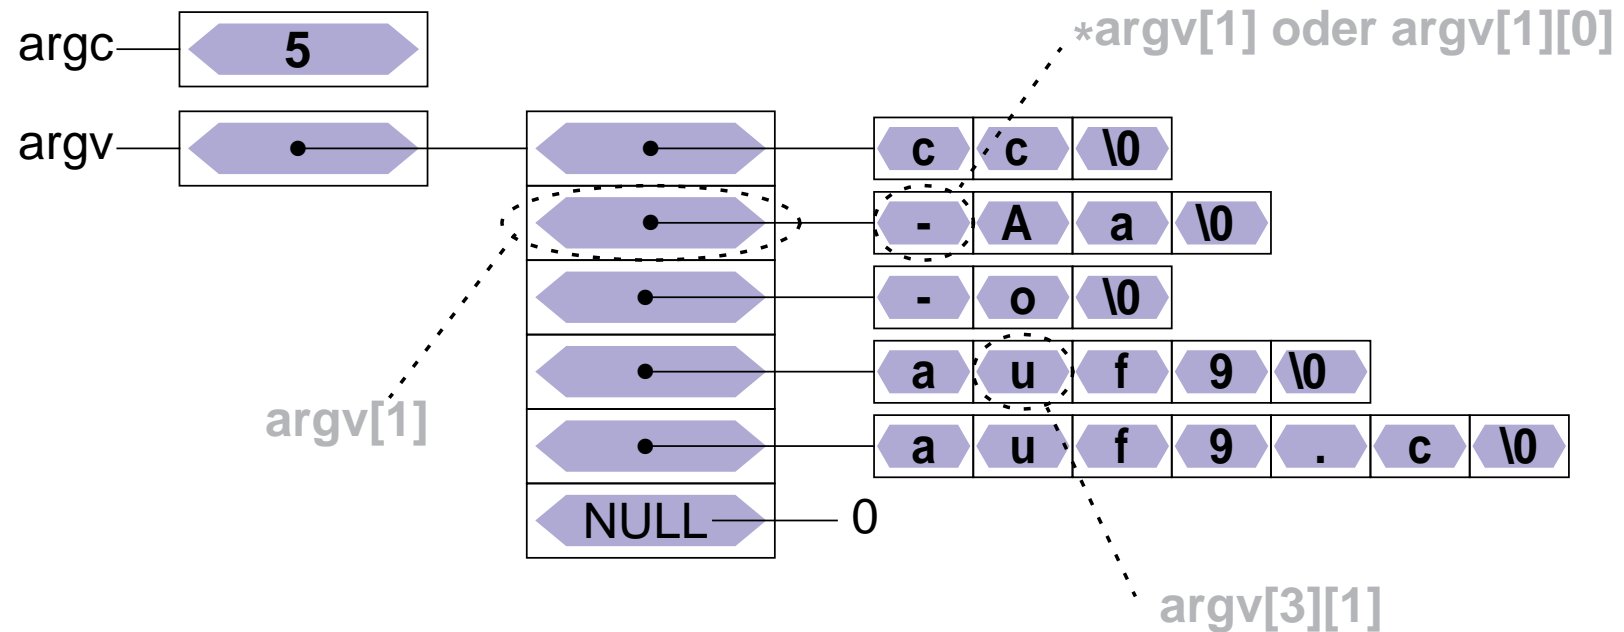 *argv[1] oder argv[1][0]
argc 5
argv c c \0
- A a \0
- o \0
a u f 9 \0
argv[1]
a u f 9 . c \0
NULL 0
argv[3][1]